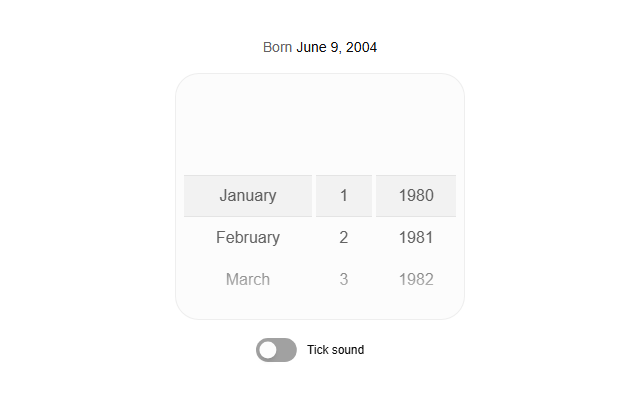 Born June 9, 2004
January 1 1980
February 2 1981
March 3 1982
Tick sound